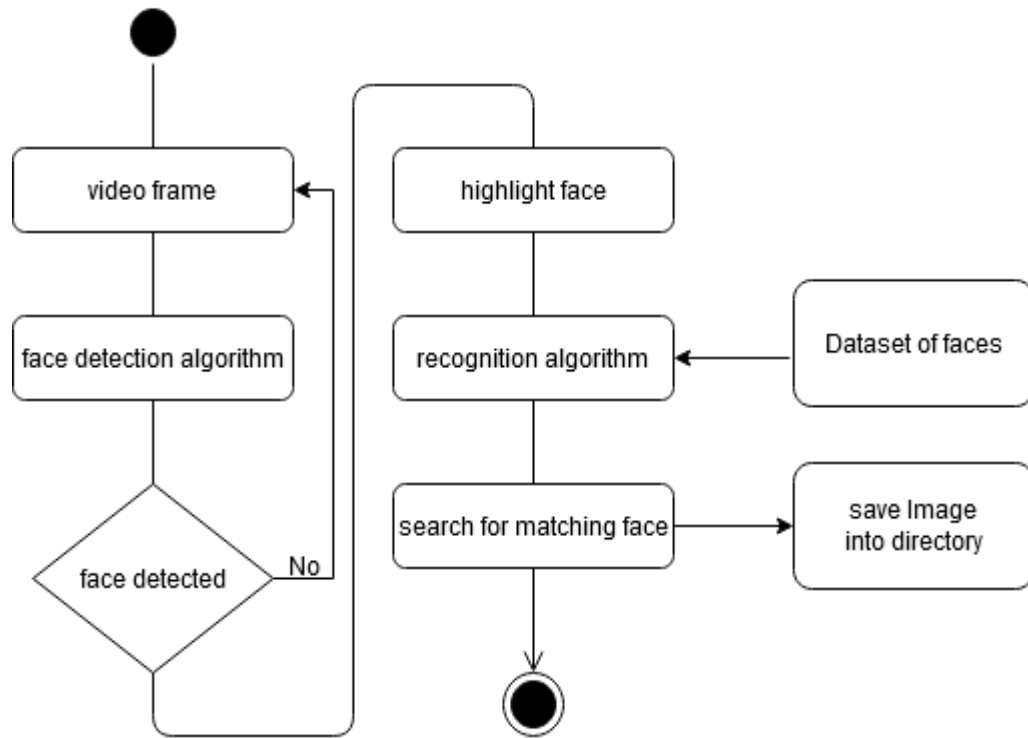 video frame
face detection algorithm
face detected
No
highlight face
recognition algorithm
Dataset of faces
search for matching face
save Image
into directory